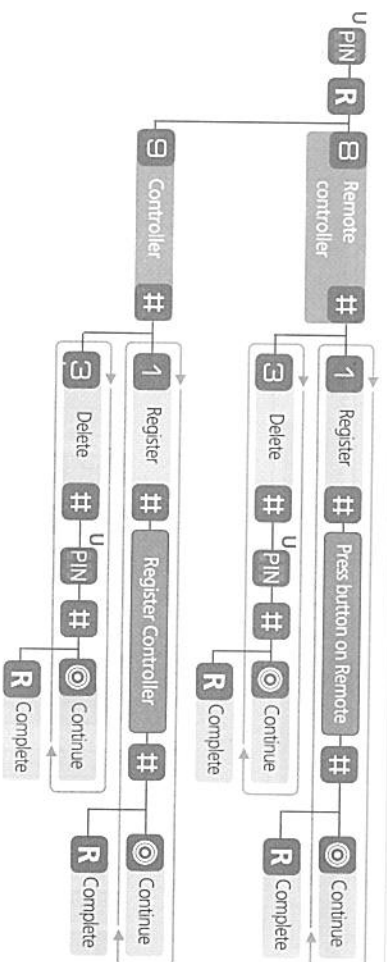 U
PIN R 8 Remote controller # 1 Register # Press button on Remote # Continue
R Complete
3 Delete # U PIN # Continue
R Complete
9 Controller # 1 Register # Register Controller # Continue
R Complete
3 Delete # U PIN # Continue
R Complete